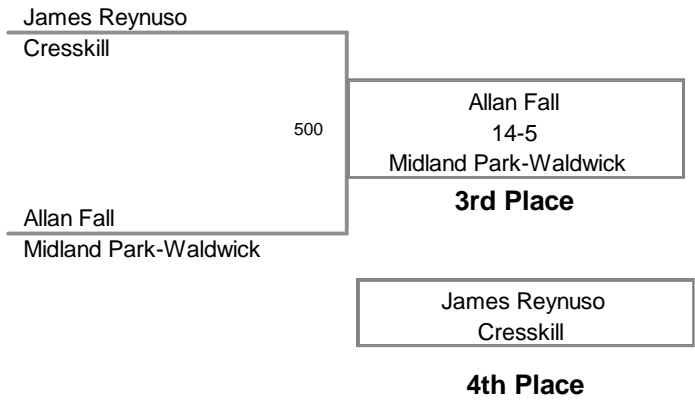 James Reynuso
Cresskill
500
Allan Fall
14-5
Midland Park-Waldwick
3rd Place
Allan Fall
Midland Park-Waldwick
James Reynuso
Cresskill
4th Place